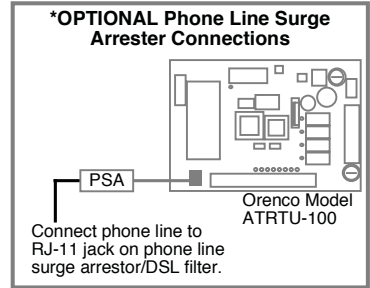 *OPTIONAL Phone Line Surge
Arrester Connections
PSA
Orenco Model
ATRTU-100
Connect phone line to
RJ-11 jack on phone line
surge arrestor/DSL filter.